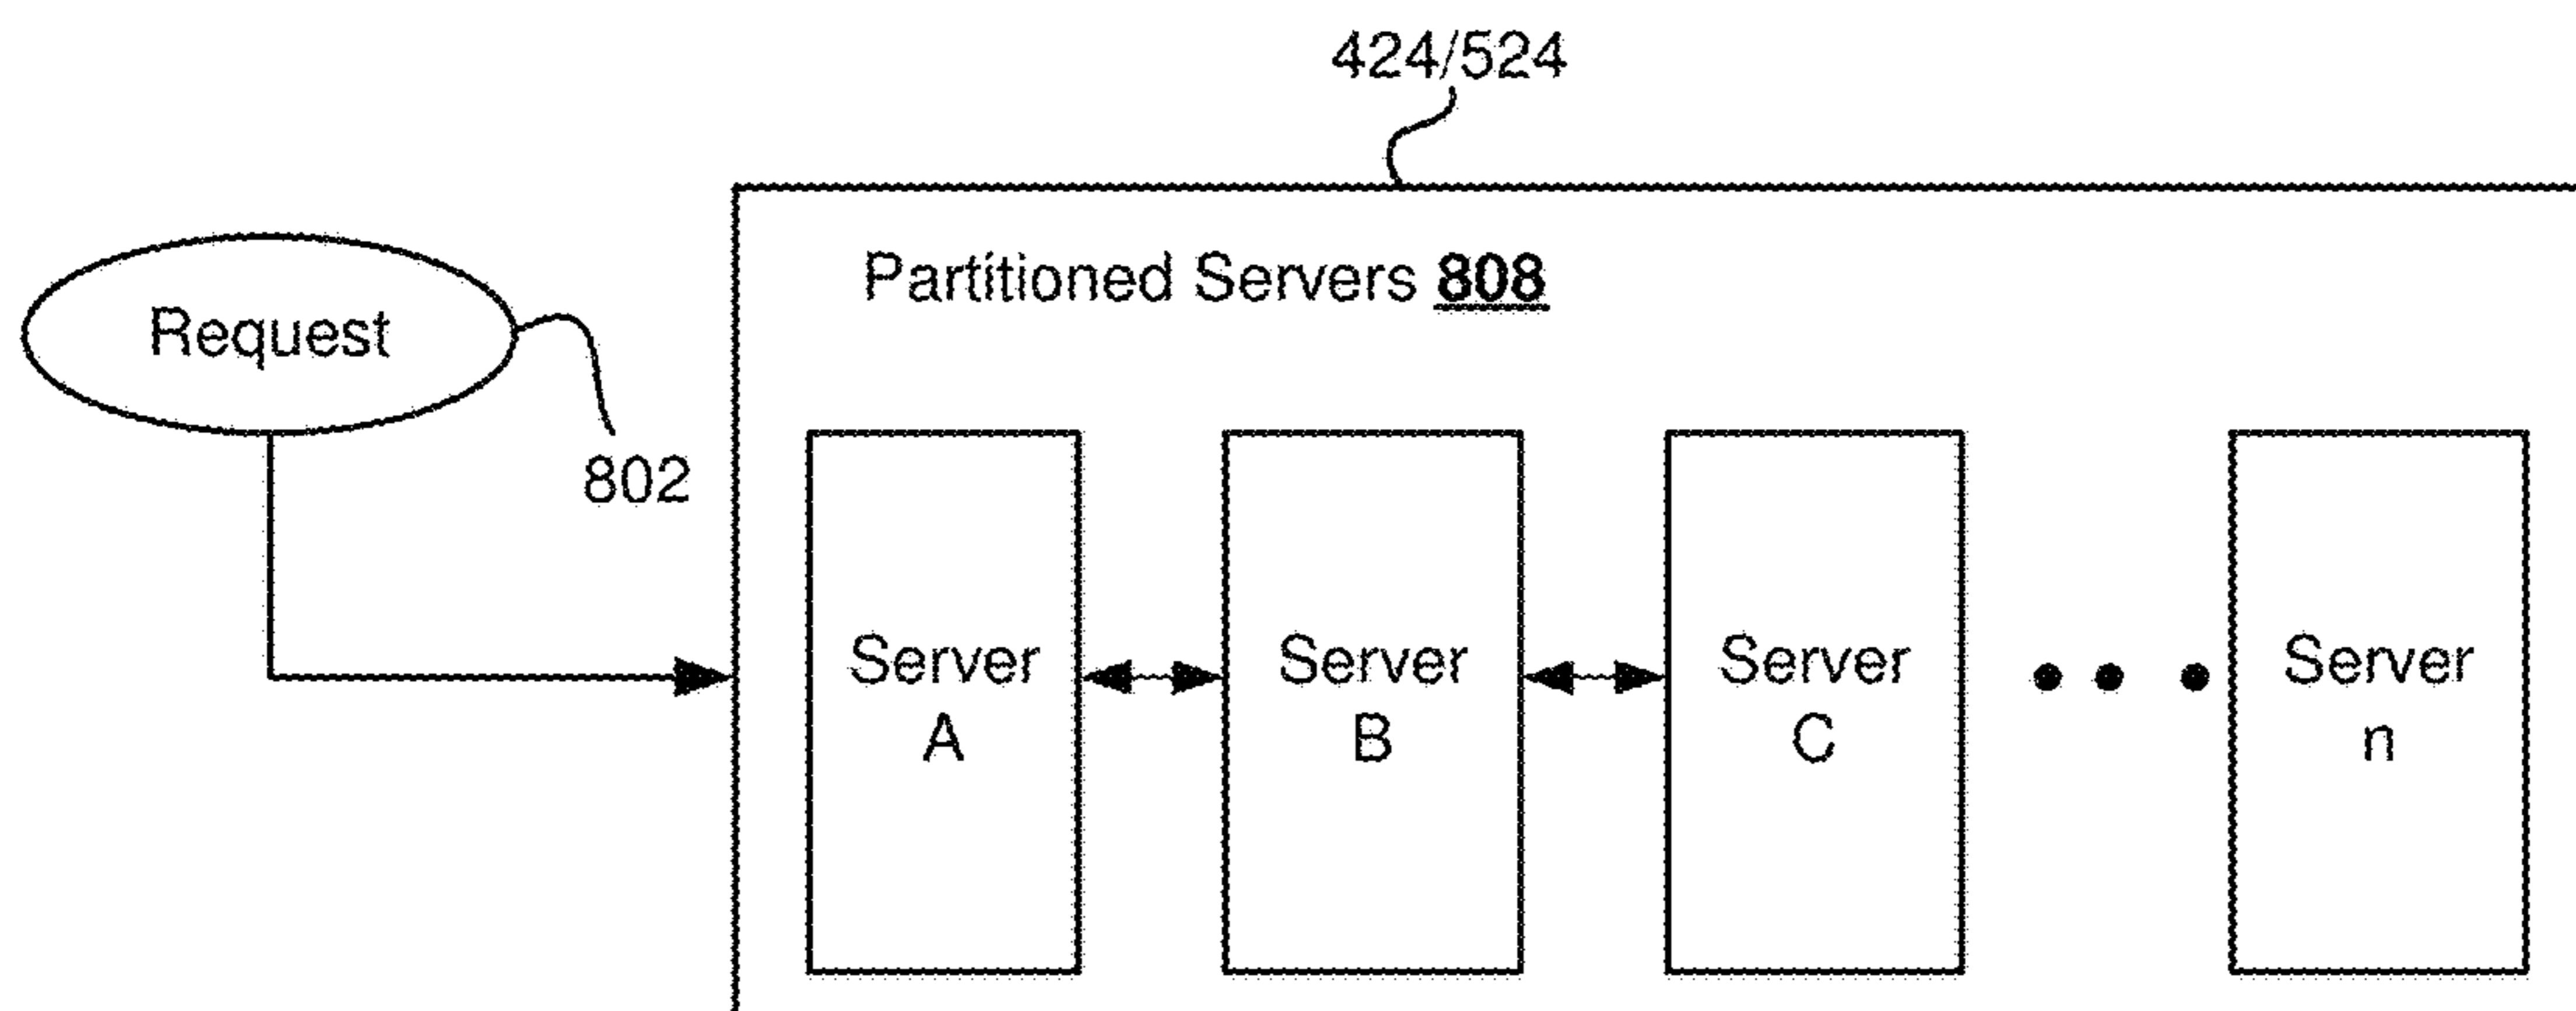 424/524
Partitioned Servers 808
Request
802
Server
A
Server
B
Server
C
Server
n